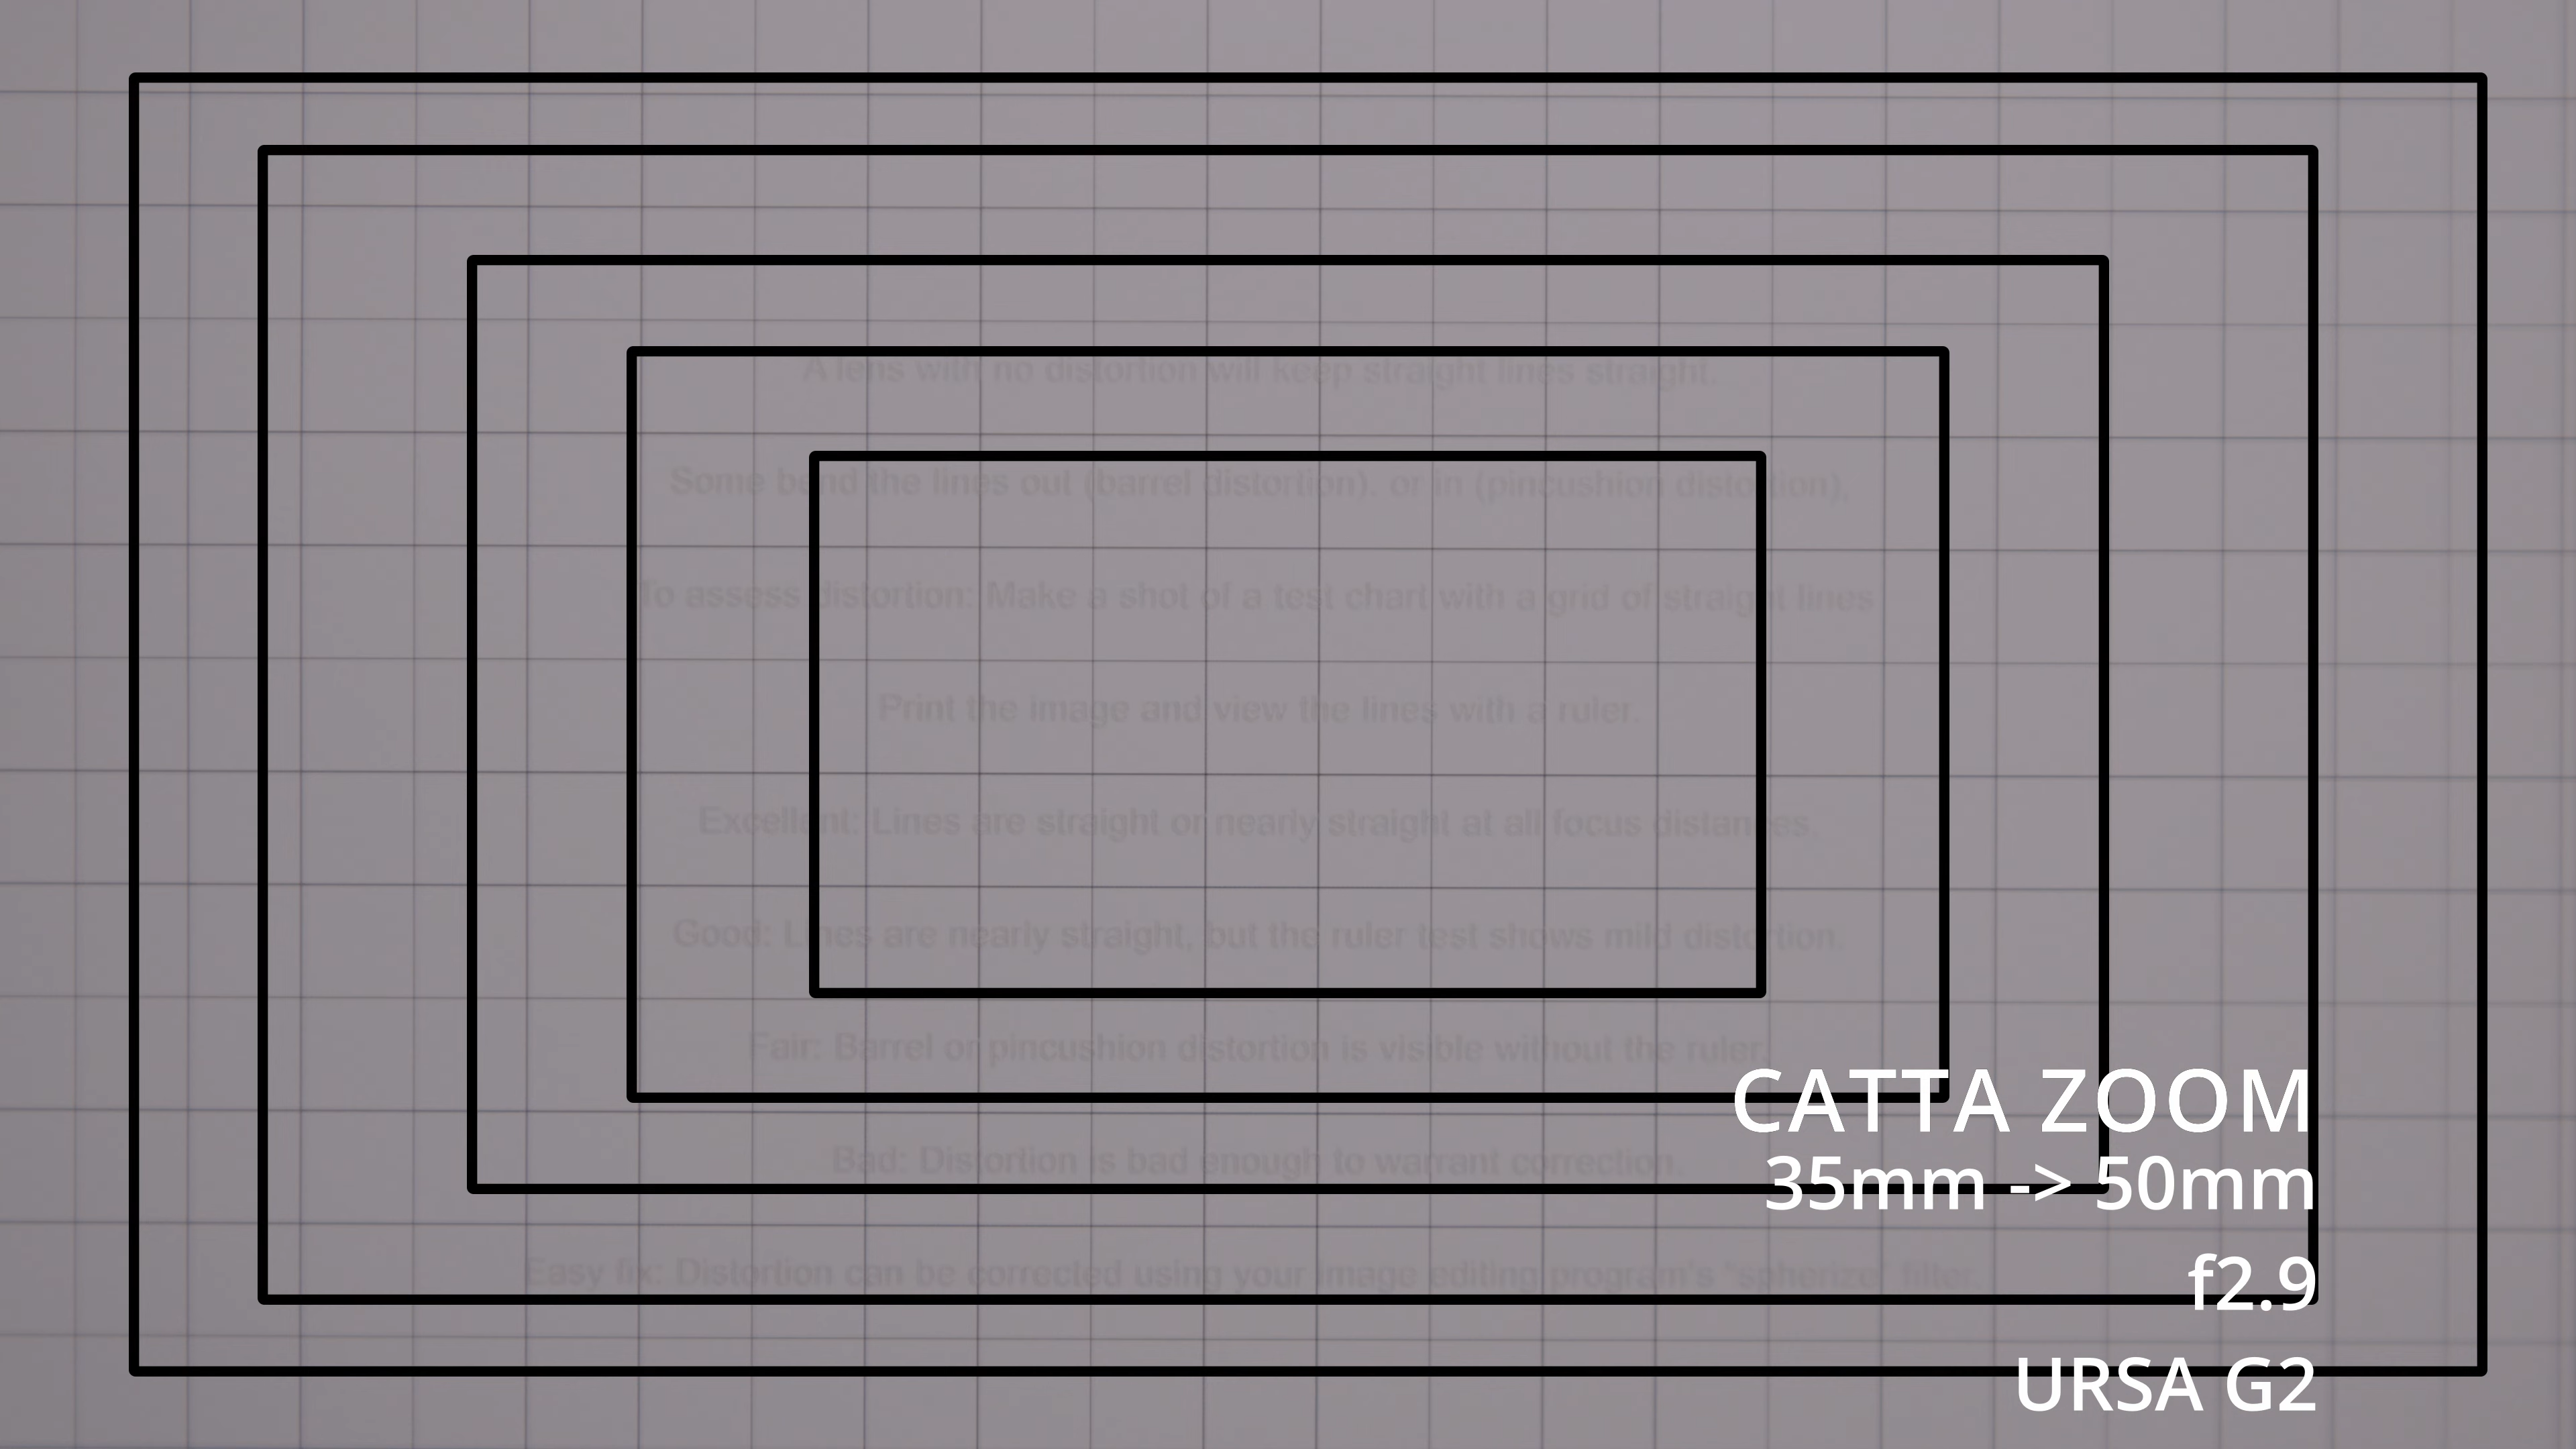 A lens with no distortion will keep straight lines straight.
Some bend the lines out (barrel distortion). or in (pincushion distortion),
To assess distortion: Make a shot of a test chart with a grid of straight lines
Print the image and view the lines with a ruler.
Excellent: Lines are straight or nearly straight at all focus distances,
Good: Lines are nearly straight, but the ruler test shows mild distortion.
Fair: Barrel or pincushion distortion is visible without the ruler,
Bad: Distortion is bad enough to warrant correction.
Easy fix: Distortion can be corrected using your image editing program's "spherize" filter.
CATTA ZOOM
35mm -> 50mm
f2.9
URSA G2